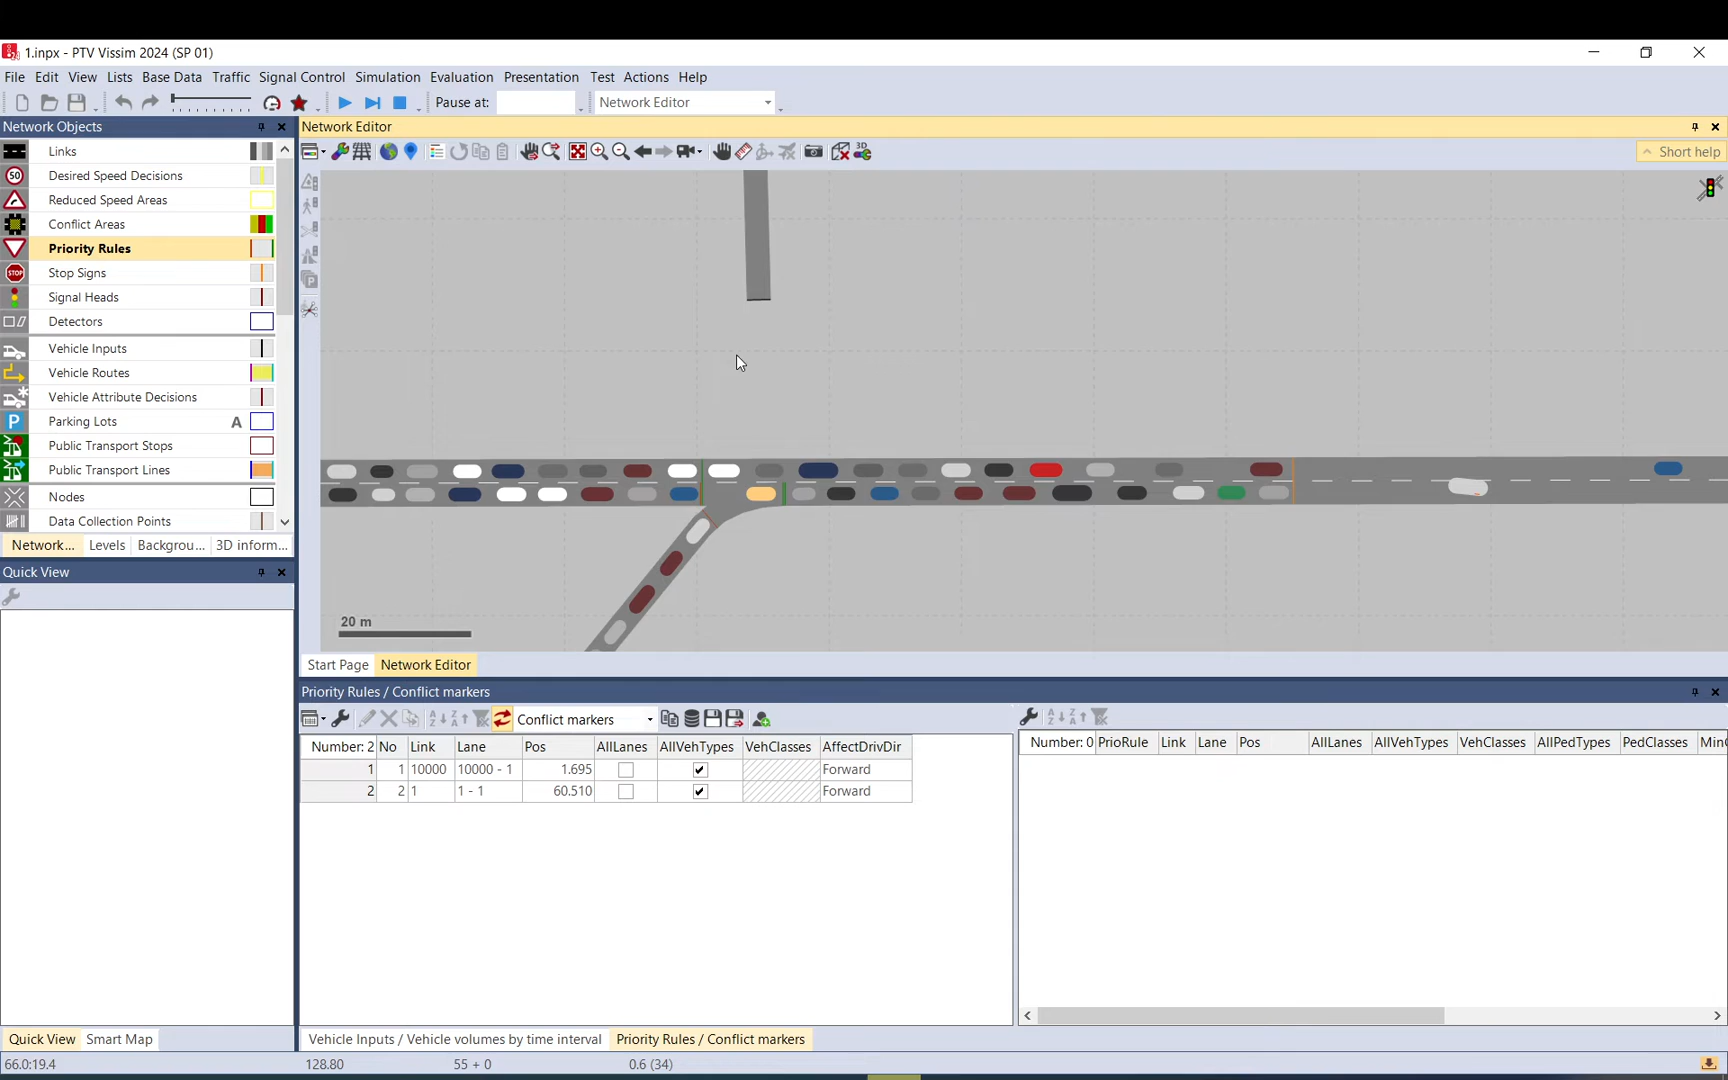 1.inpx - PTV Vissim 2024 (SP 01)
File Edit View Lists Base Data Traffic Signal Control Simulation Evaluation Presentation Test Actions Help
Pause at: Network Editor
Network Objects
Network Editor
Short help
Links
50 Desired Speed Decisions
Reduced Speed Areas
Conflict Areas
Priority Rules
STOP Stop Signs
Signal Heads
Detectors
Vehicle Inputs
Vehicle Routes
Vehicle Attribute Decisions
P Parking Lots A
Public Transport Stops
Public Transport Lines
Nodes
Data Collection Points
Network... Levels Backgrou... 3D inform...
Quick View
20 m
Start Page Network Editor
Priority Rules / Conflict markers
Conflict markers
Number: 2 No Link Lane Pos AllLanes AllVehTypes VehClasses AffectDrivDir
1 1 10000 10000 - 1 1.695 Forward
2 2 1 1 - 1 60.510 Forward
Number: 0 PrioRule Link Lane Pos AllLanes AllVehTypes VehClasses AllPedTypes PedClasses MinG
Quick View Smart Map
Vehicle Inputs / Vehicle volumes by time interval Priority Rules / Conflict markers
66.0:19.4 128.80 55 + 0 0.6 (34)